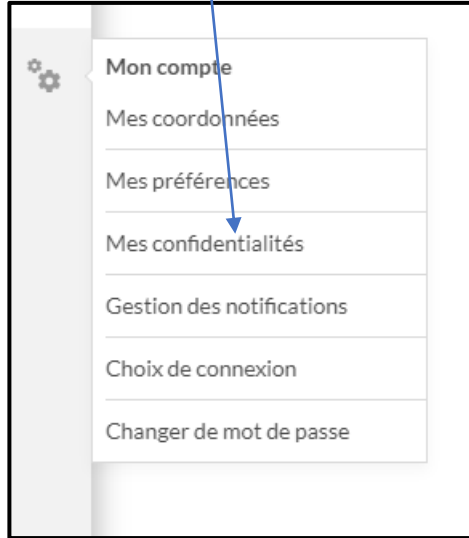 Mon compte
Mes coordonnées
Mes préférences
Mes confidentialités
Gestion des notifications
Choix de connexion
Changer de mot de passe